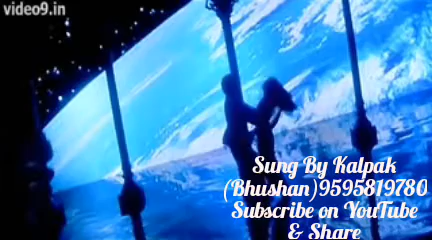 video9.in
Sung By Kalpak
(Bhushan)9595819780
Subscribe on YouTube
& Share